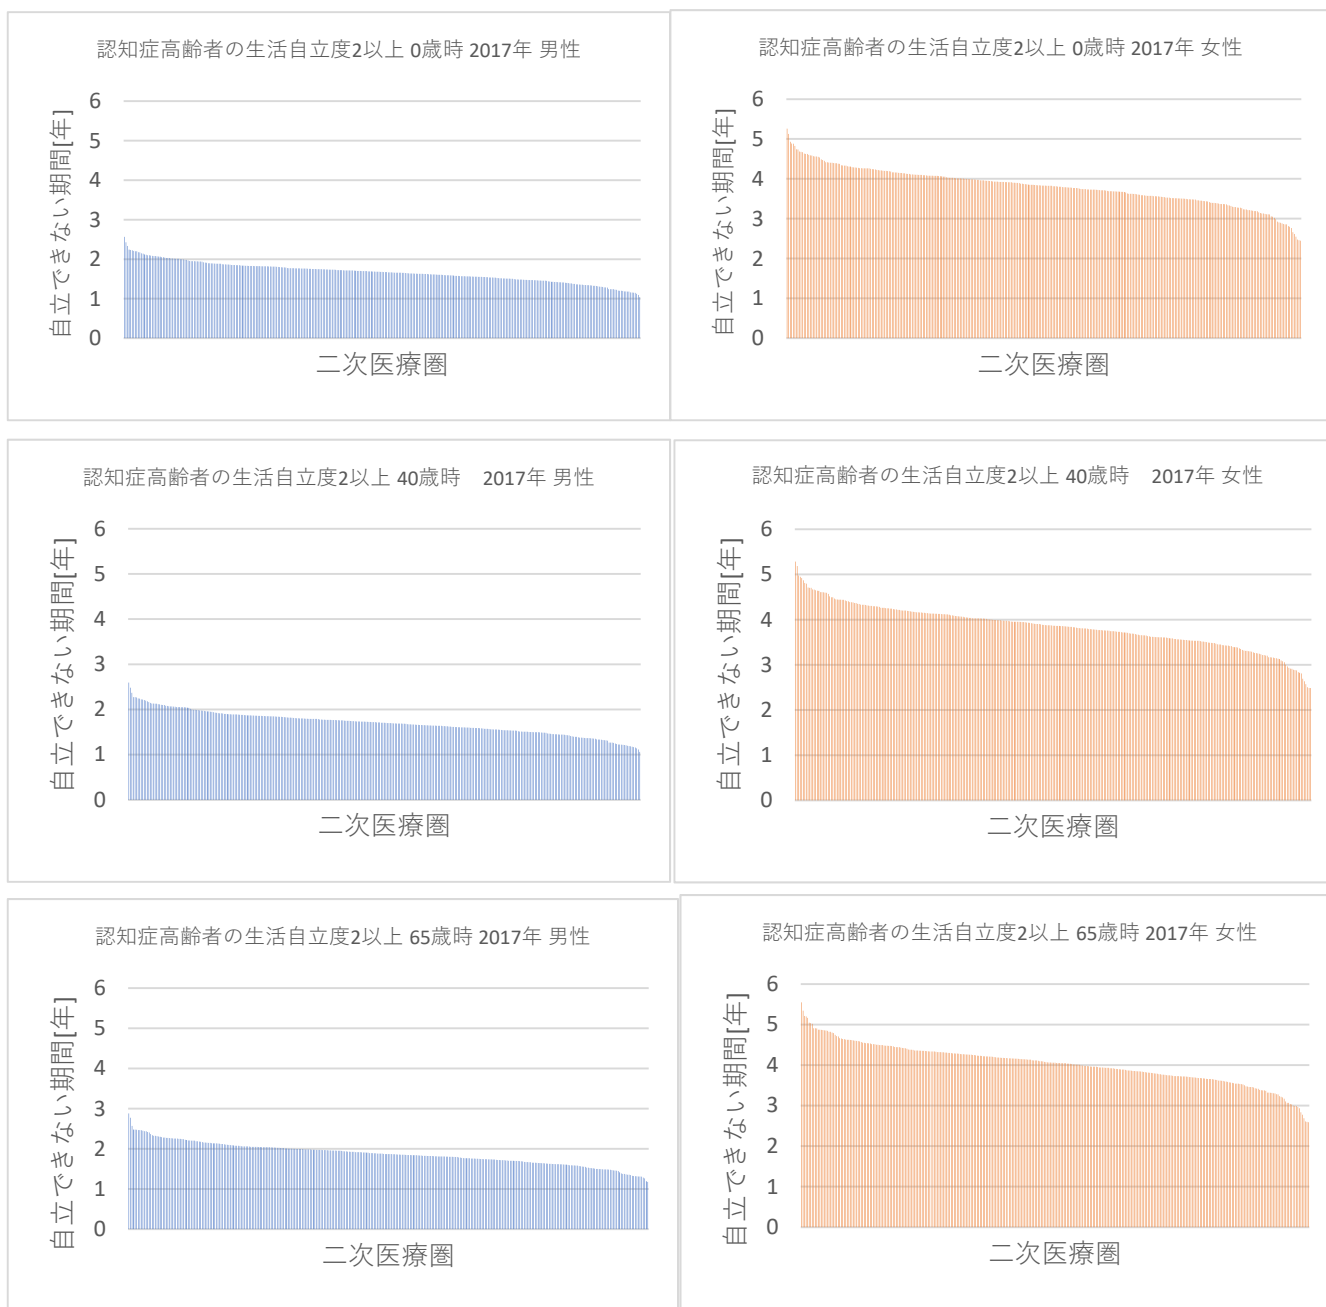 認知症高齢者の生活自立度2以上 0歳時 2017年 男性
自立できない期間[年]
6
5
4
3
2
1
0
二次医療圏
認知症高齢者の生活自立度2以上 0歳時 2017年 女性
自立できない期間[年]
6
5
4
3
2
1
0
二次医療圏
認知症高齢者の生活自立度2以上 40歳時　2017年 男性
自立できない期間[年]
6
5
4
3
2
1
0
二次医療圏
認知症高齢者の生活自立度2以上 40歳時　2017年 女性
自立できない期間[年]
6
5
4
3
2
1
0
二次医療圏
認知症高齢者の生活自立度2以上 65歳時 2017年 男性
自立できない期間[年]
6
5
4
3
2
1
0
二次医療圏
認知症高齢者の生活自立度2以上 65歳時 2017年 女性
自立できない期間[年]
6
5
4
3
2
1
0
二次医療圏